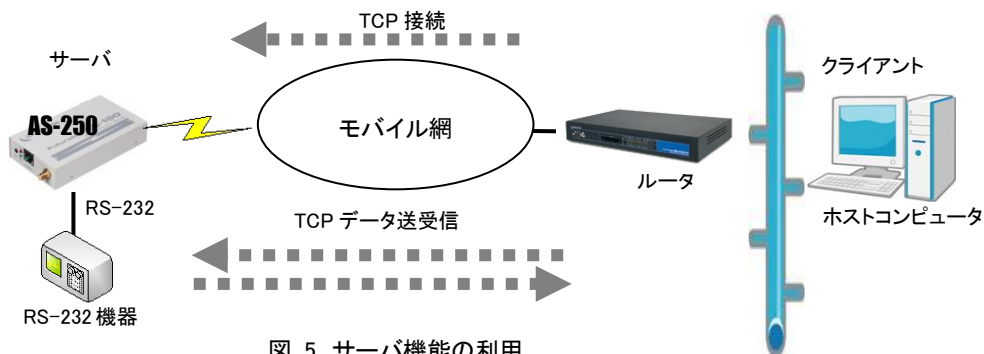 TCP 接続
サーバ
クライアント
AS-250
モバイル網
ルータ
RS-232
TCP データ送受信
ホストコンピュータ
RS-232 機器
図 5 サーバ機能の利用